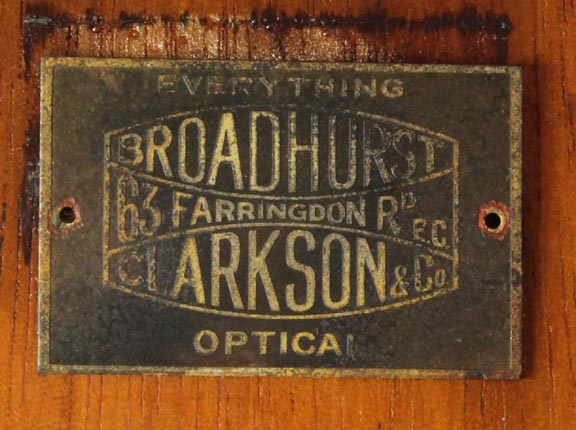 EVERYTHING
BROADHURST
63 FARRINGDON RD E.C.
CLARKSON & Co.
OPTICAL